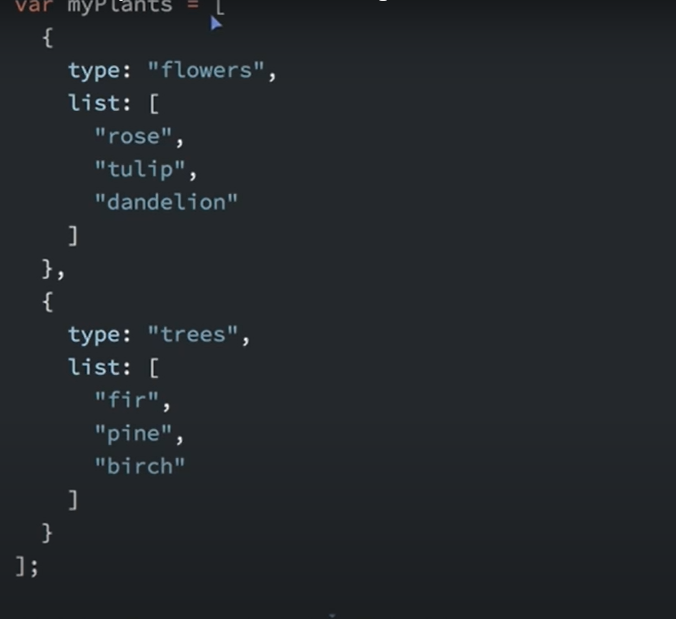 var myPlants = [
  {
    type: "flowers",
    list: [
      "rose",
      "tulip",
      "dandelion"
    ]
  },
  {
    type: "trees",
    list: [
      "fir",
      "pine",
      "birch"
    ]
  }
];